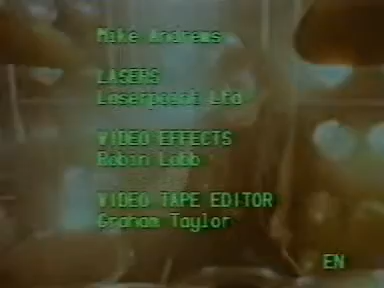 Mike Andrews
LASERS
Laserpoint Ltd
VIDEO EFFECTS
Robin Lobb
VIDEO TAPE EDITOR
Graham Taylor
EN